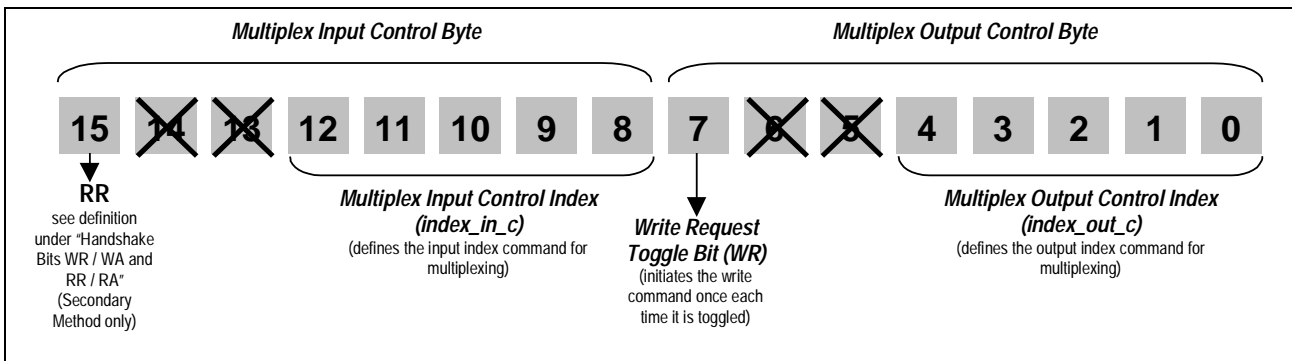 Multiplex Input Control Byte Multiplex Output Control Byte
15 14 13 12 11 10 9 8 7 6 5 4 3 2 1 0
RR
see definition
under "Handshake
Bits WR / WA and
RR / RA"
(Secondary
Method only)
Multiplex Input Control Index
(index_in_c)
(defines the input index command for
multiplexing)
Write Request
Toggle Bit (WR)
(initiates the write
command once each
time it is toggled)
Multiplex Output Control Index
(index_out_c)
(defines the output index command for
multiplexing)